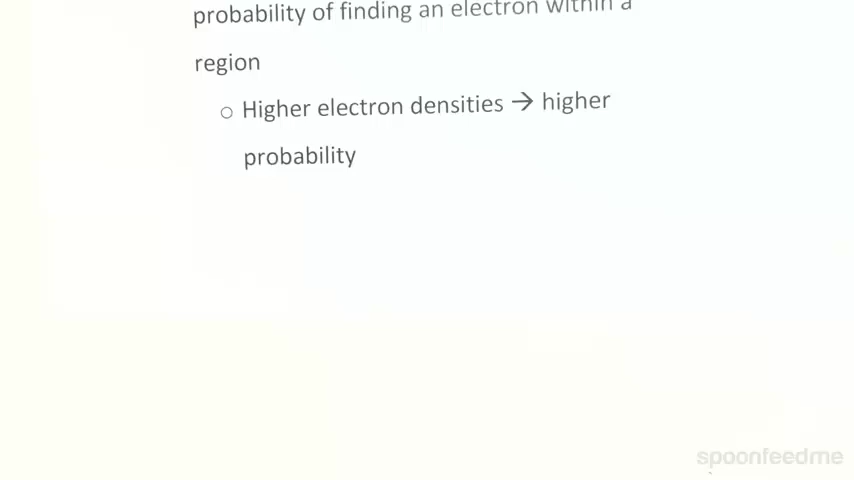 probability of finding an electron within a
region
○ Higher electron densities → higher
probability
spoonfeedme